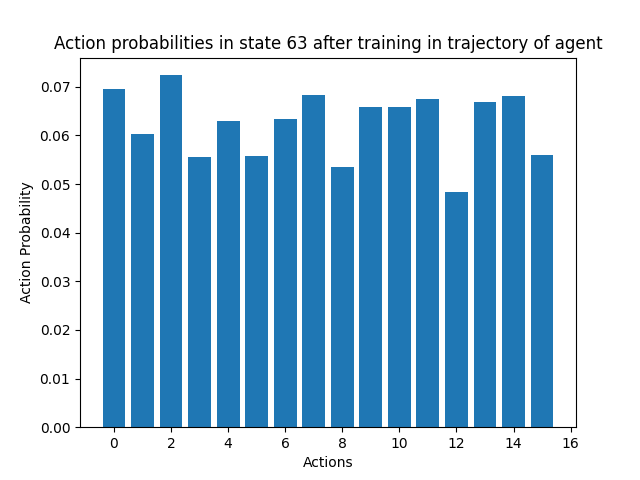 Action probabilities in state 63 after training in trajectory of agent
0.07
0.06
0.05
0.04
0.03
0.02
0.01
0.00
Action Probability
0 2 4 6 8 10 12 14 16
Actions